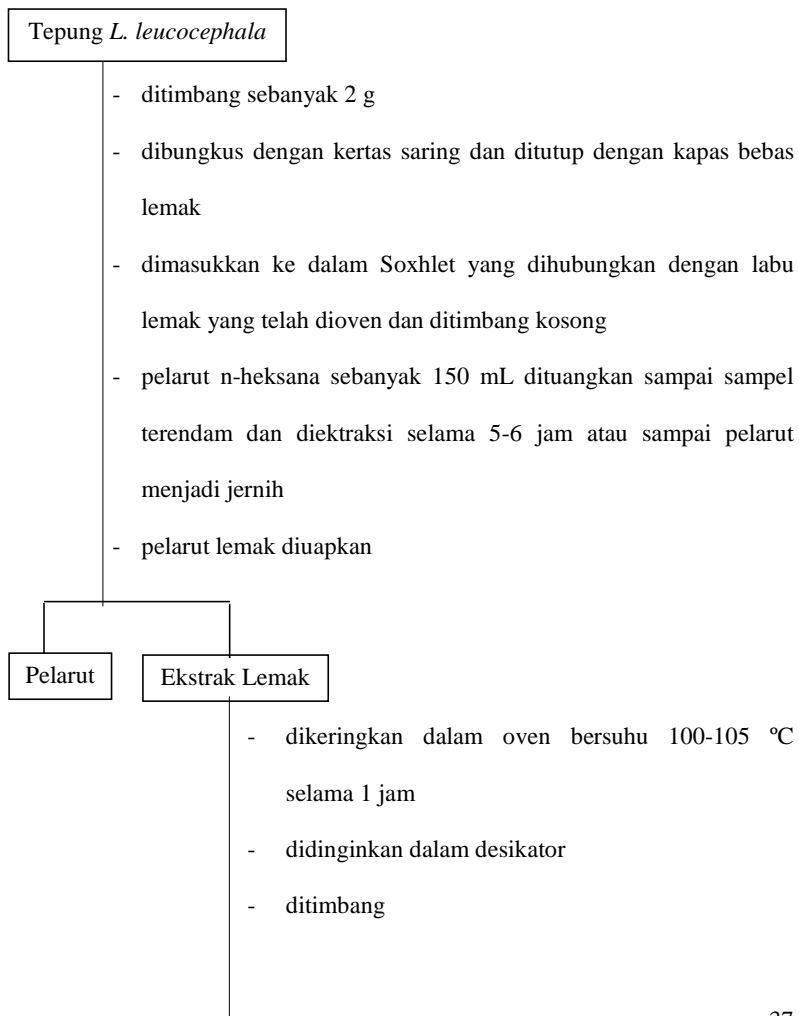 Tepung L. leucocephala
- ditimbang sebanyak 2 g
- dibungkus dengan kertas saring dan ditutup dengan kapas bebas
lemak
- dimasukkan ke dalam Soxhlet yang dihubungkan dengan labu
lemak yang telah dioven dan ditimbang kosong
- pelarut n-heksana sebanyak 150 mL dituangkan sampai sampel
terendam dan diektraksi selama 5-6 jam atau sampai pelarut
menjadi jernih
- pelarut lemak diuapkan
Pelarut Ekstrak Lemak
- dikeringkan dalam oven bersuhu 100-105 ºC
selama 1 jam
- didinginkan dalam desikator
- ditimbang